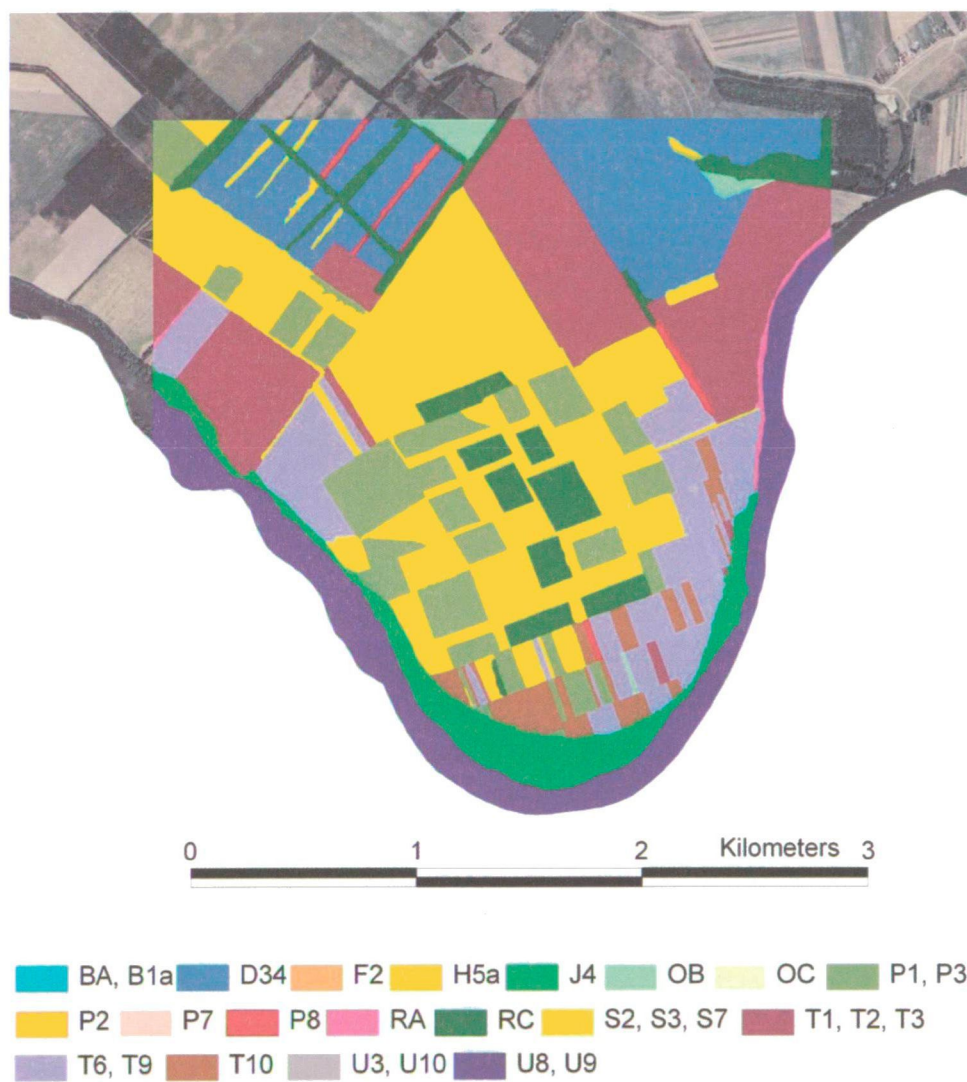 0 1 2 Kilometers 3
BA, B1a D34 F2 H5a J4 OB OC P1, P3
P2 P7 P8 RA RC S2, S3, S7 T1, T2, T3
T6, T9 T10 U3, U10 U8, U9